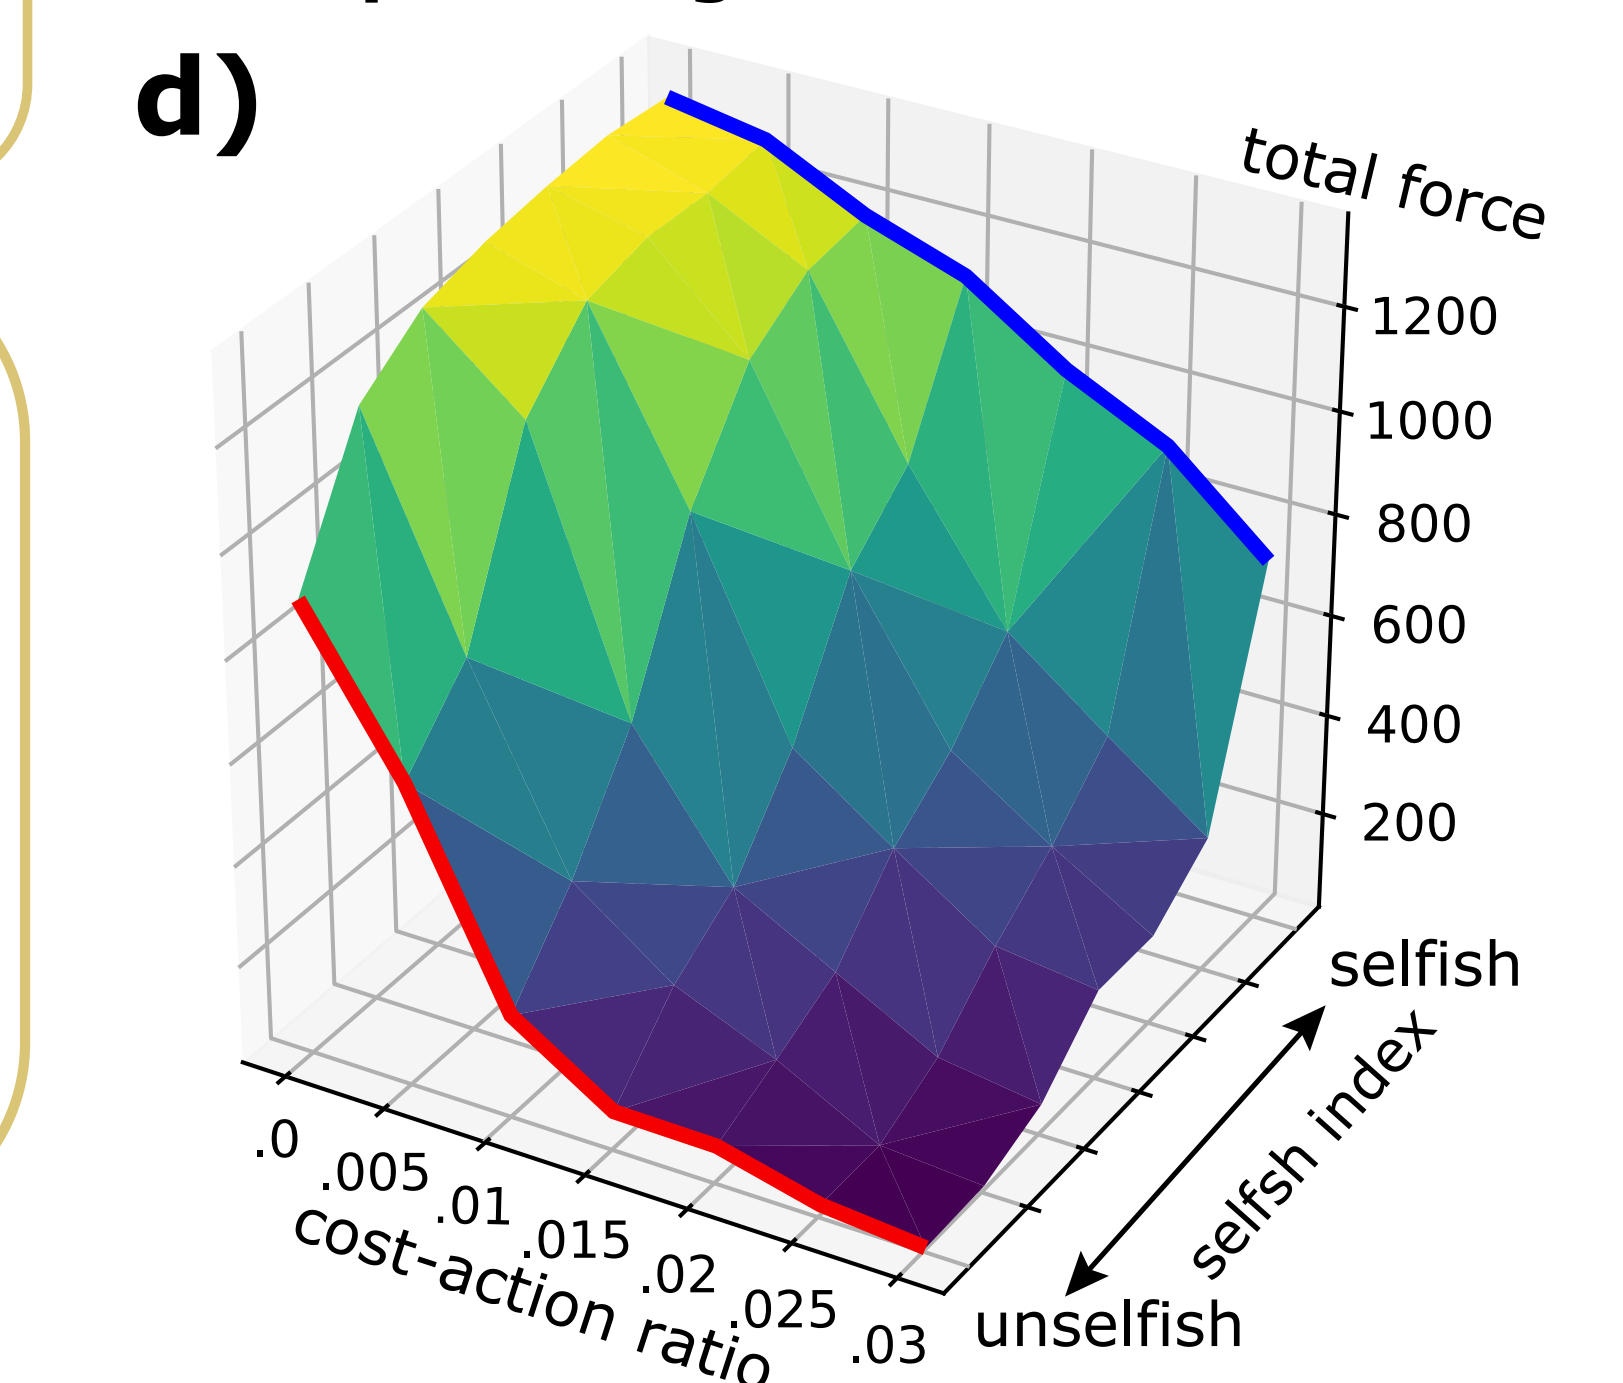 d)
total force
1200
1000
800
600
400
200
selfish
selfsh index
unselfish
.0
.005
.01
.015
.02
.025
.03
cost-action ratio